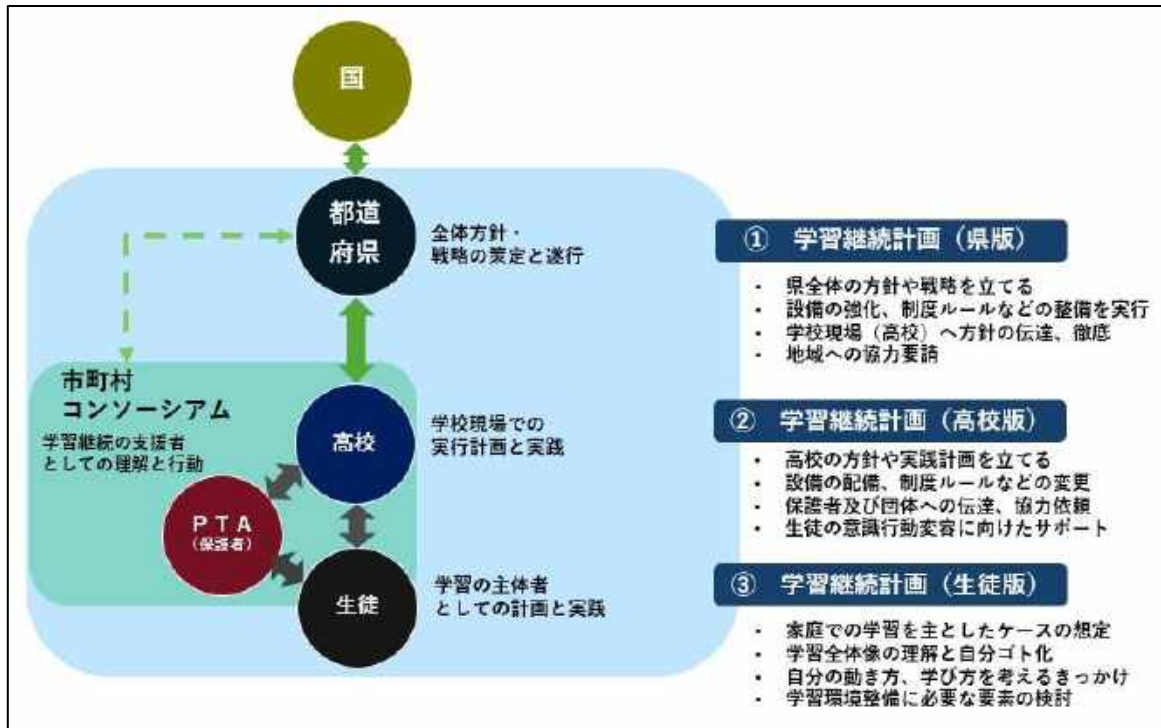 国
都道
府県
全体方針・
戦略の策定と遂行
市町村
コンソーシアム
学習継続の支援者
としての理解と行動
高校
学校現場での
実行計画と実践
PTA
(保護者)
生徒
学習の主体者
としての計画と実践
① 学習継続計画（県版）
・ 県全体の方針や戦略を立てる
・ 設備の強化、制度ルールなどの整備を実行
・ 学校現場（高校）へ方針の伝達、徹底
・ 地域への協力要請
② 学習継続計画（高校版）
・ 高校の方針や実践計画を立てる
・ 設備の配備、制度ルールなどの変更
・ 保護者及び団体への伝達、協力依頼
・ 生徒の意識行動変容に向けたサポート
③ 学習継続計画（生徒版）
・ 家庭での学習を主としたケースの想定
・ 学習全体像の理解と自分ゴト化
・ 自分の動き方、学び方を考えるきっかけ
・ 学習環境整備に必要な要素の検討